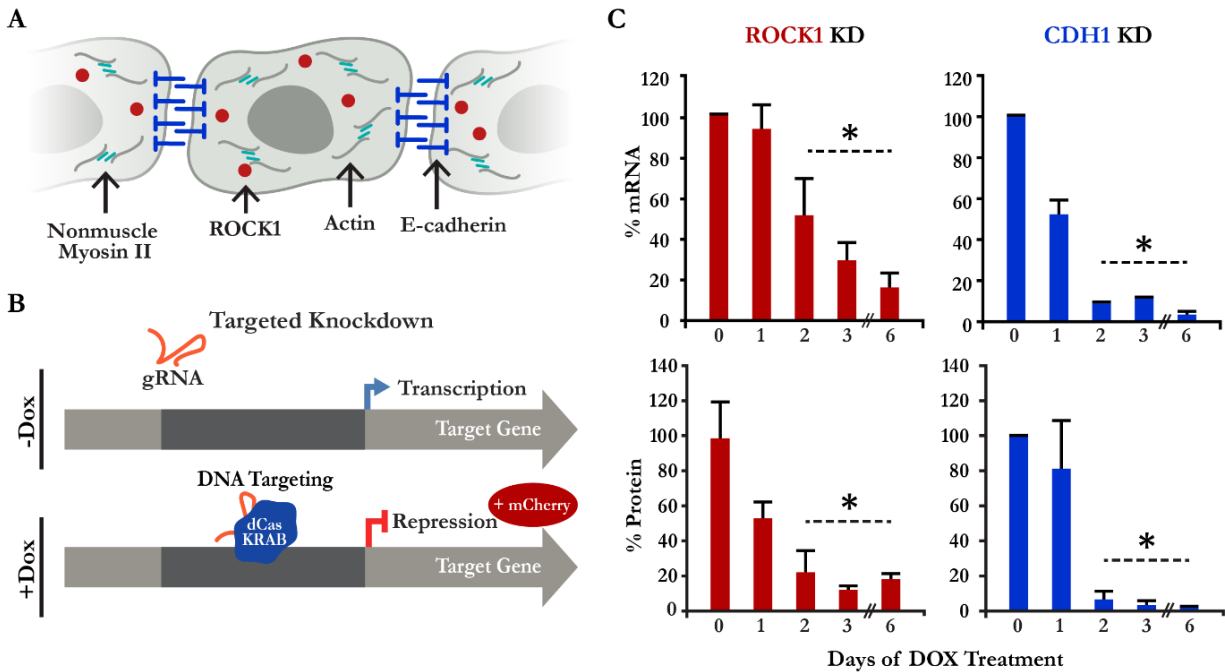 A
Nonmuscle
Myosin II
ROCK1
Actin
E-cadherin
B
Targeted Knockdown
gRNA
-Dox
Transcription
Target Gene
DNA Targeting
+Dox
dCas
KRAB
Repression
+ mCherry
Target Gene
C
ROCK1 KD
CDH1 KD
% mRNA
120
100
80
60
40
20
0
0 1 2 3 // 6
*
120
100
80
60
40
20
0
0 1 2 3 // 6
*
% Protein
120
100
80
60
40
20
0
0 1 2 3 // 6
*
120
100
80
60
40
20
0
0 1 2 3 // 6
*
Days of DOX Treatment